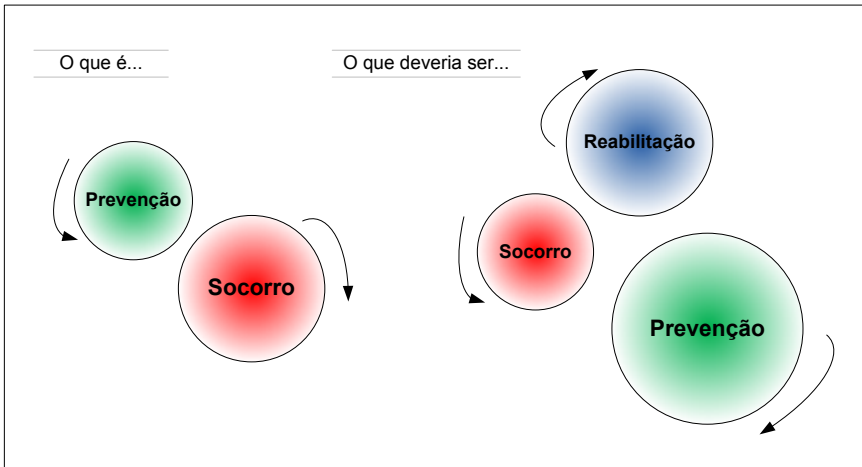 O que é...
O que deveria ser...
Prevenção
Socorro
Reabilitação
Socorro
Prevenção